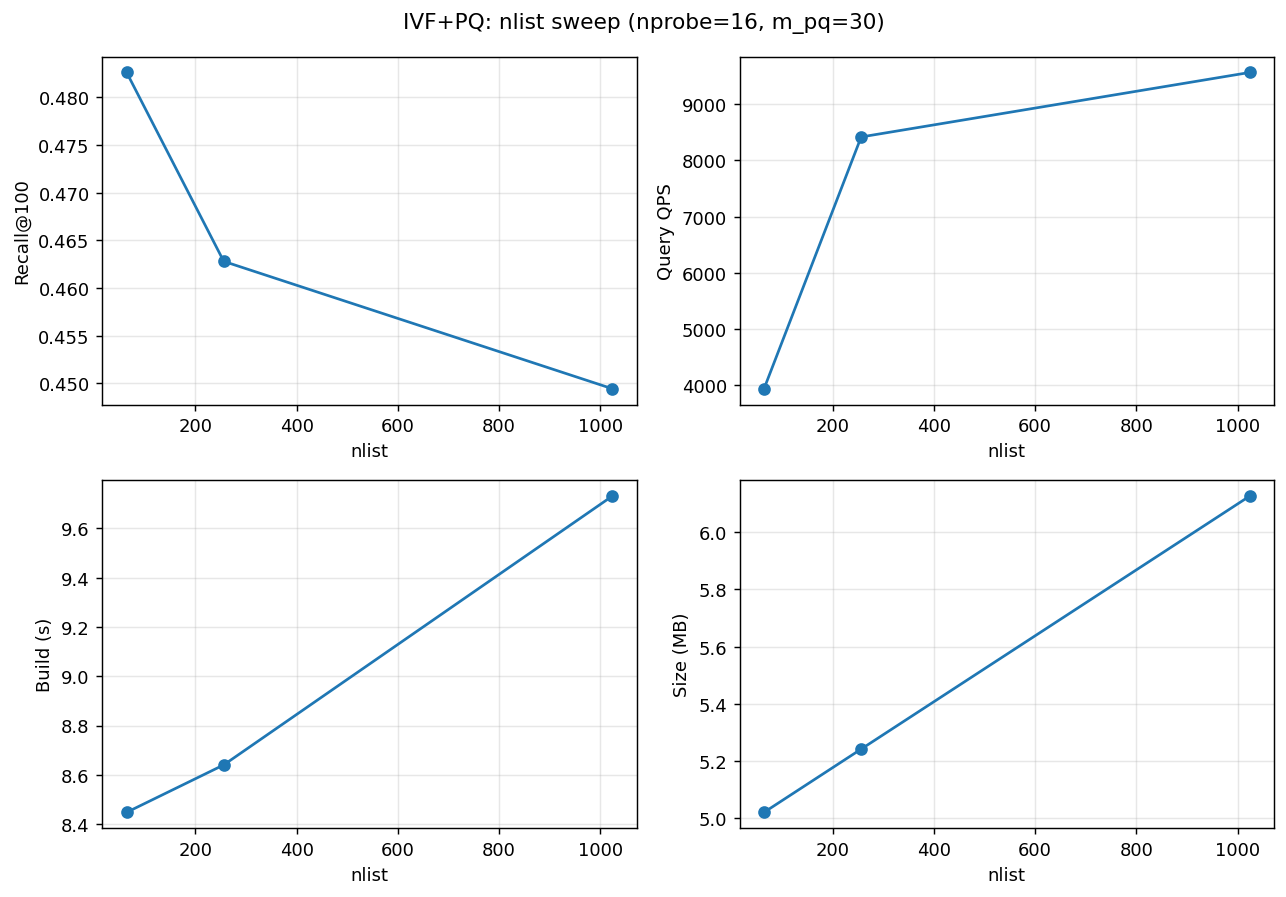 IVF+PQ: nlist sweep (nprobe=16, m_pq=30)
Recall@100
0.480
0.475
0.470
0.465
0.460
0.455
0.450
200 400 600 800 1000
nlist
Query QPS
9000
8000
7000
6000
5000
4000
200 400 600 800 1000
nlist
Build (s)
9.6
9.4
9.2
9.0
8.8
8.6
8.4
200 400 600 800 1000
nlist
Size (MB)
6.0
5.8
5.6
5.4
5.2
5.0
200 400 600 800 1000
nlist